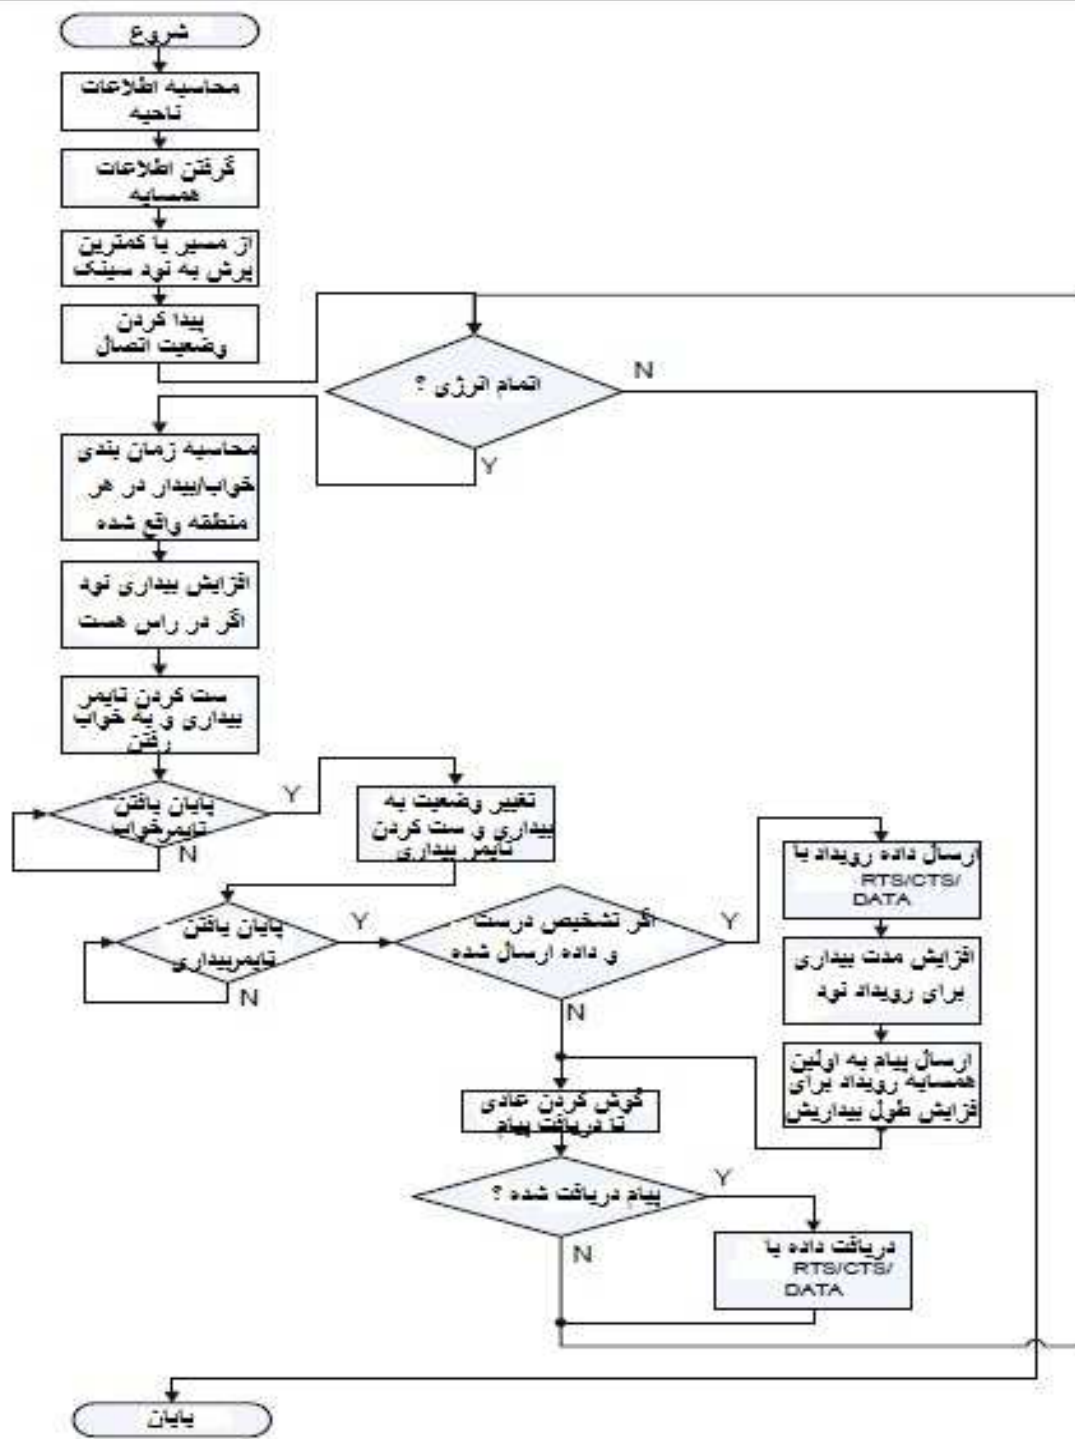 شروع
محاسبه اطلاعات
ناحیه
گرفتن اطلاعات
همسایه
از مسیر با کمترین
پرش به نود سینک
پیدا کردن
وضعیت اتصال
اتمام انرژی ؟
N
Y
محاسبه زمان بندی
خواب/بیدار در هر
منطقه واقع شده
افزایش بیداری نود
اگر در راس هست
ست کردن تایمر
بیداری و به خواب
رفتن
پایان یافتن
تایمرخواب
Y
N
تغییر وضعیت به
بیداری و ست کردن
تایمر بیداری
پایان یافتن
تایمربیداری
Y
N
اگر تشخیص درست
و داده ارسال شده
Y
N
ارسال داده رویداد با
RTS/CTS/
DATA
افزایش مدت بیداری
برای رویداد نود
ارسال پیام به اولین
همسایه رویداد برای
فزایش طول بیداریش
گوش کردن عادی
تا دریافت پیام
پیام دریافت شده ؟
Y
N
دریافت داده با
RTS/CTS/
DATA
پایان